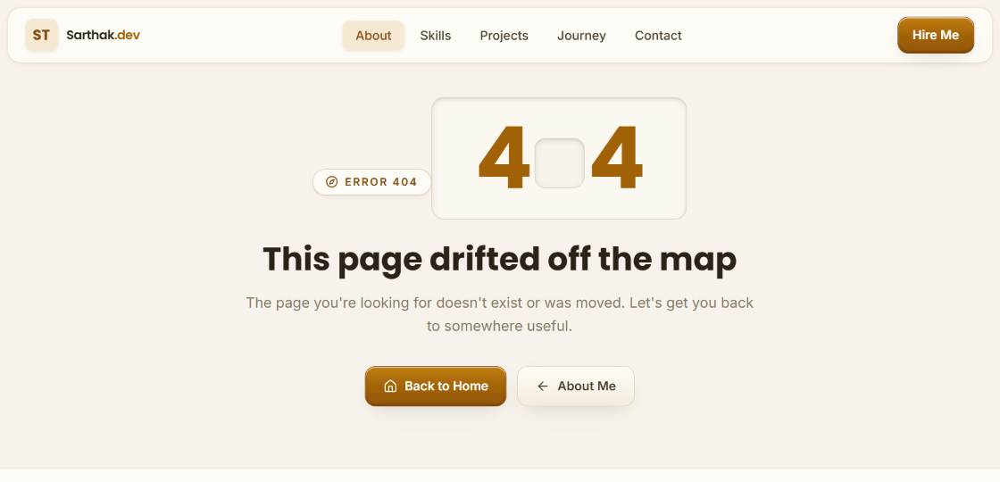 ST Sarthak.dev About Skills Projects Journey Contact Hire Me
ERROR 404
4 4
This page drifted off the map
The page you're looking for doesn't exist or was moved. Let's get you back
to somewhere useful.
Back to Home About Me